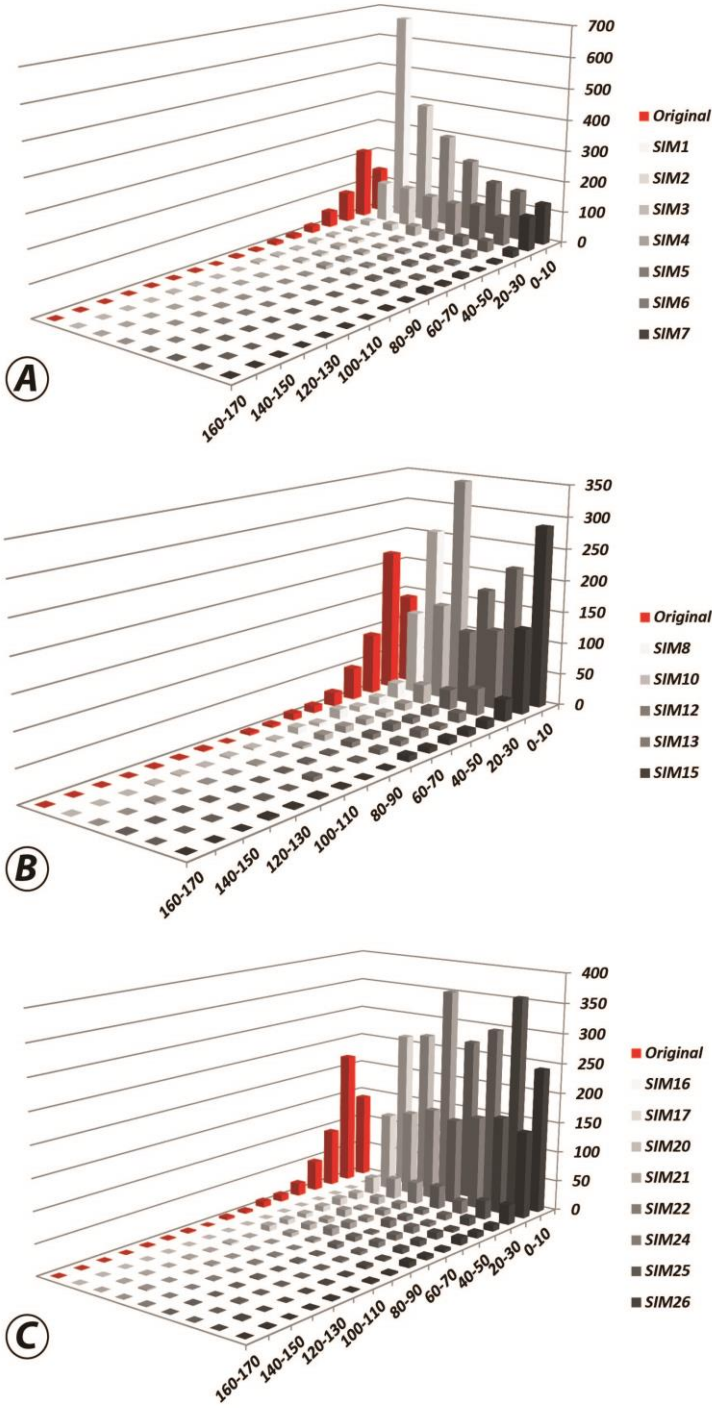 700
600
500
400
300
200
100
0
Original
SIM1
SIM2
SIM3
SIM4
SIM5
SIM6
SIM7
0-10
20-30
40-50
60-70
80-90
100-110
120-130
140-150
160-170
A
350
300
250
200
150
100
50
0
Original
SIM8
SIM10
SIM12
SIM13
SIM15
0-10
20-30
40-50
60-70
80-90
100-110
120-130
140-150
160-170
B
400
350
300
250
200
150
100
50
0
Original
SIM16
SIM17
SIM20
SIM21
SIM22
SIM24
SIM25
SIM26
0-10
20-30
40-50
60-70
80-90
100-110
120-130
140-150
160-170
C